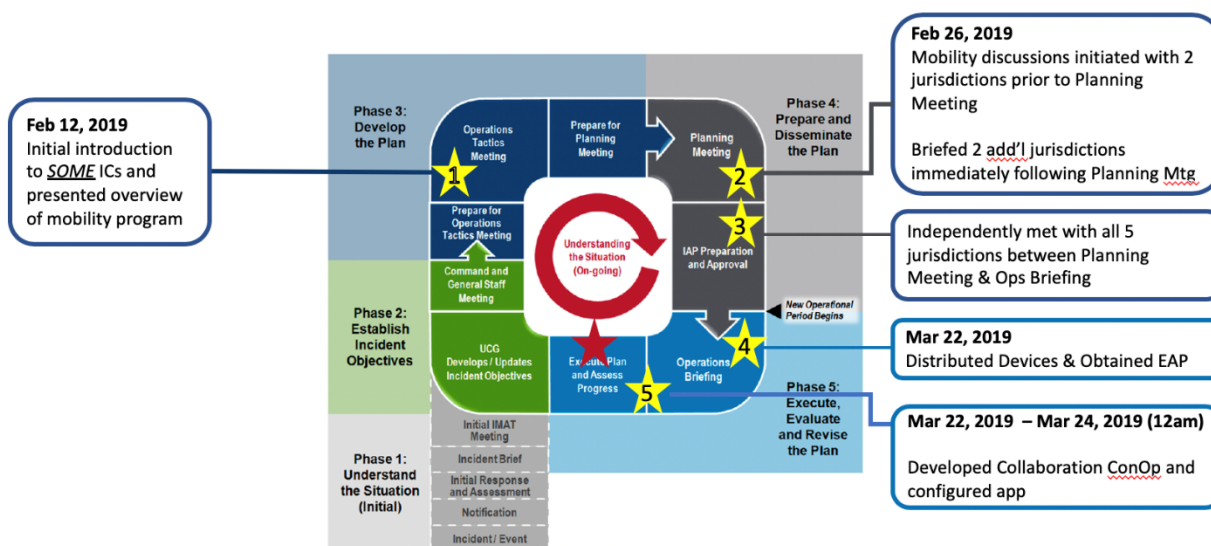 Feb 12, 2019
Initial introduction
to SOME ICs and
presented overview
of mobility program
Phase 3:
Develop
the Plan
Operations
Tactics
Meeting
1
Prepare for
Planning
Meeting
Planning
Meeting
2
Phase 4:
Prepare and
Disseminate
the Plan
Feb 26, 2019
Mobility discussions initiated with 2
jurisdictions prior to Planning
Meeting
Briefed 2 add'l jurisdictions
immediately following Planning Mtg
Prepare for
Operations
Tactics Meeting
Understanding
the Situation
(On-going)
3
IAP Preparation
and Approval
Independently met with all 5
jurisdictions between Planning
Meeting & Ops Briefing
Phase 2:
Establish
Incident
Objectives
Command and
General Staff
Meeting
New Operational
Period Begins
UCG
Develops / Updates
Incident Objectives
Execute Plan
and Assess
Progress
5
Operations
Briefing
4
Mar 22, 2019
Distributed Devices & Obtained EAP
Phase 5:
Execute,
Evaluate
and Revise
the Plan
Mar 22, 2019 – Mar 24, 2019 (12am)
Developed Collaboration ConOp and
configured app
Phase 1:
Understand
the Situation
(Initial)
Initial IMAT
Meeting
Incident Brief
Initial Response
and Assessment
Notification
Incident / Event